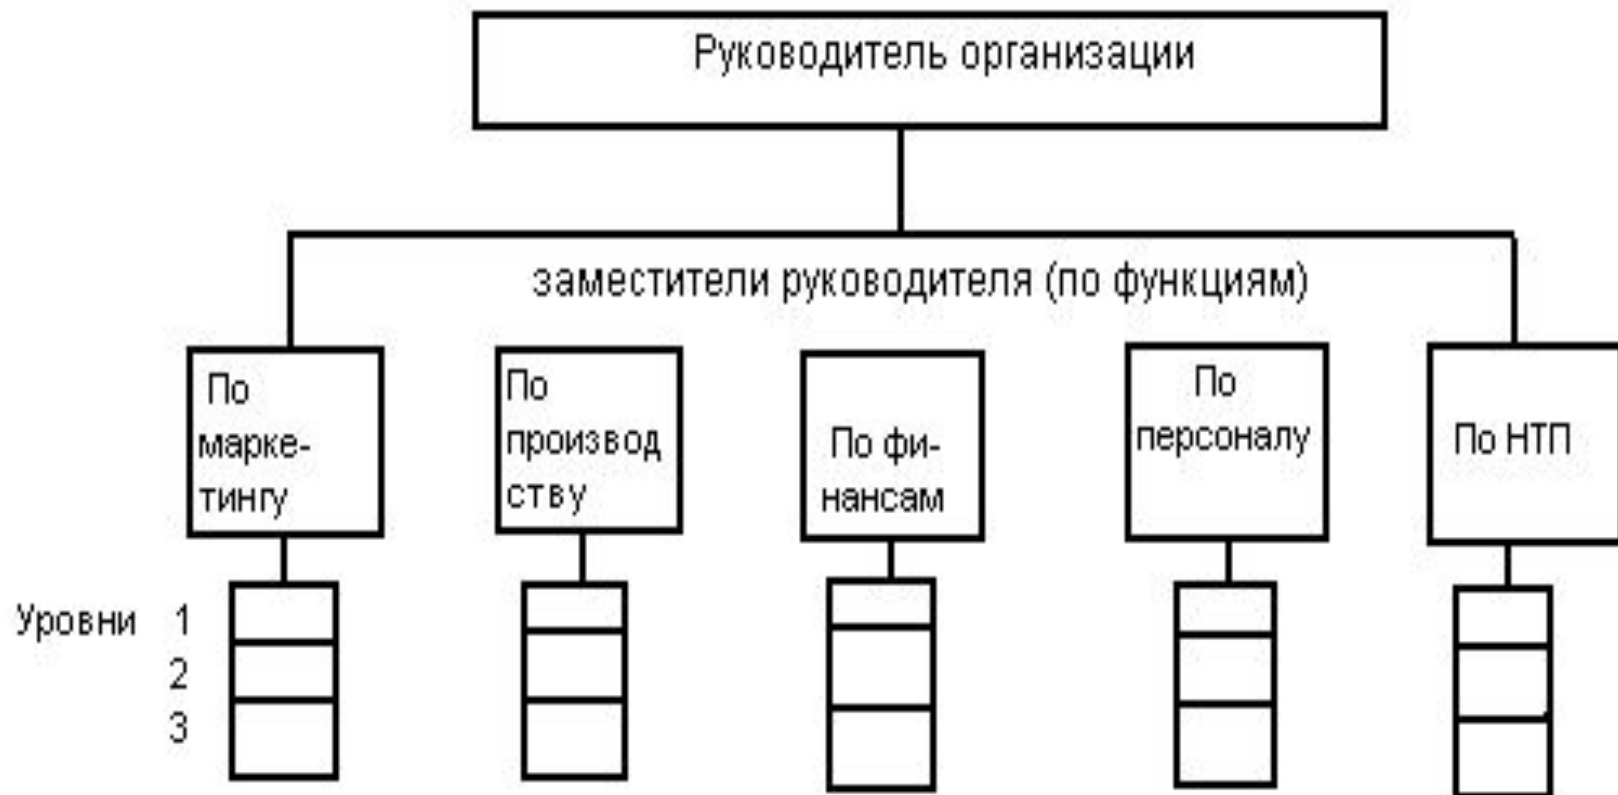 Руководитель организации
заместители руководителя (по функциям)
По
марке-
тингу
По
производ
ству
По фи-
нансам
По
персоналу
По НТП
Уровни 1
2
3